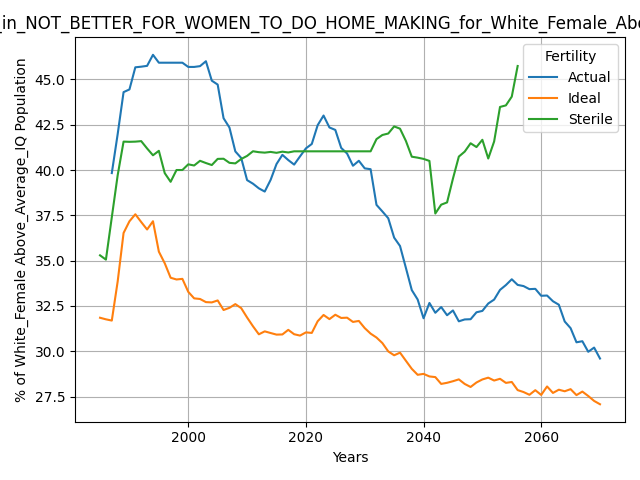 _in_NOT_BETTER_FOR_WOMEN_TO_DO_HOME_MAKING_for_White_Female_Abo
% of White_Female Above_Average_IQ Population
45.0
42.5
40.0
37.5
35.0
32.5
30.0
27.5
Fertility
Actual
Ideal
Sterile
2000
2020
2040
2060
Years